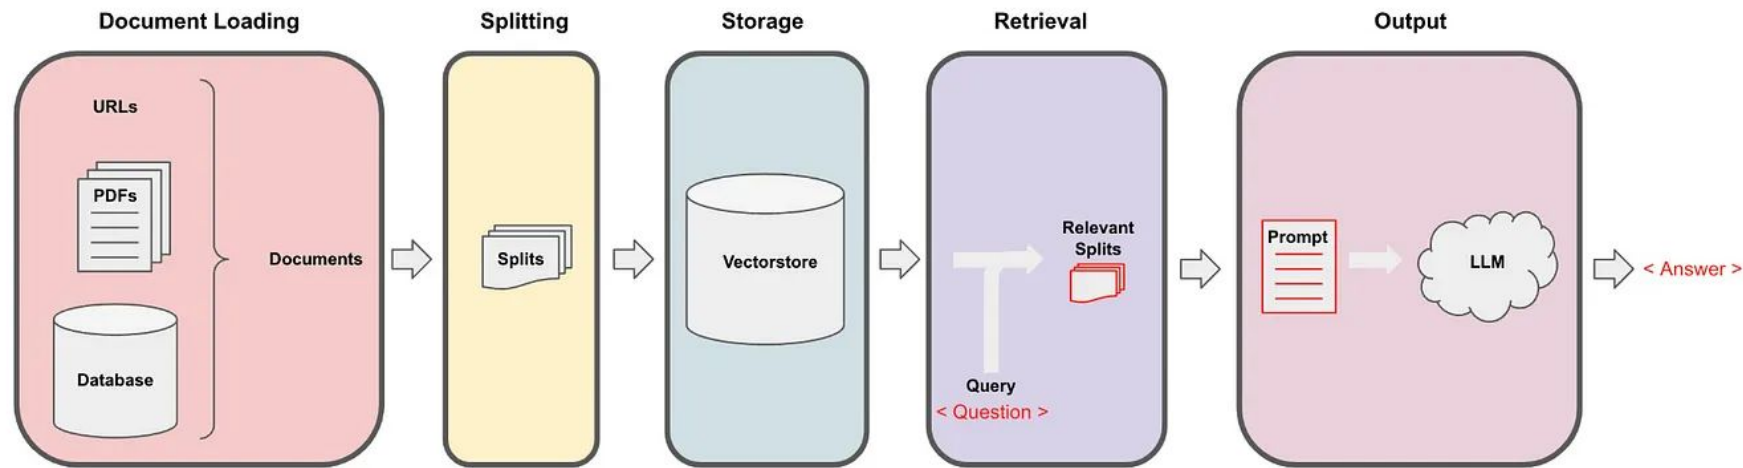 Document Loading
Splitting
Storage
Retrieval
Output
URLs
PDFs
Database
Documents
Splits
Vectorstore
Relevant
Splits
Query
< Question >
Prompt
LLM
< Answer >